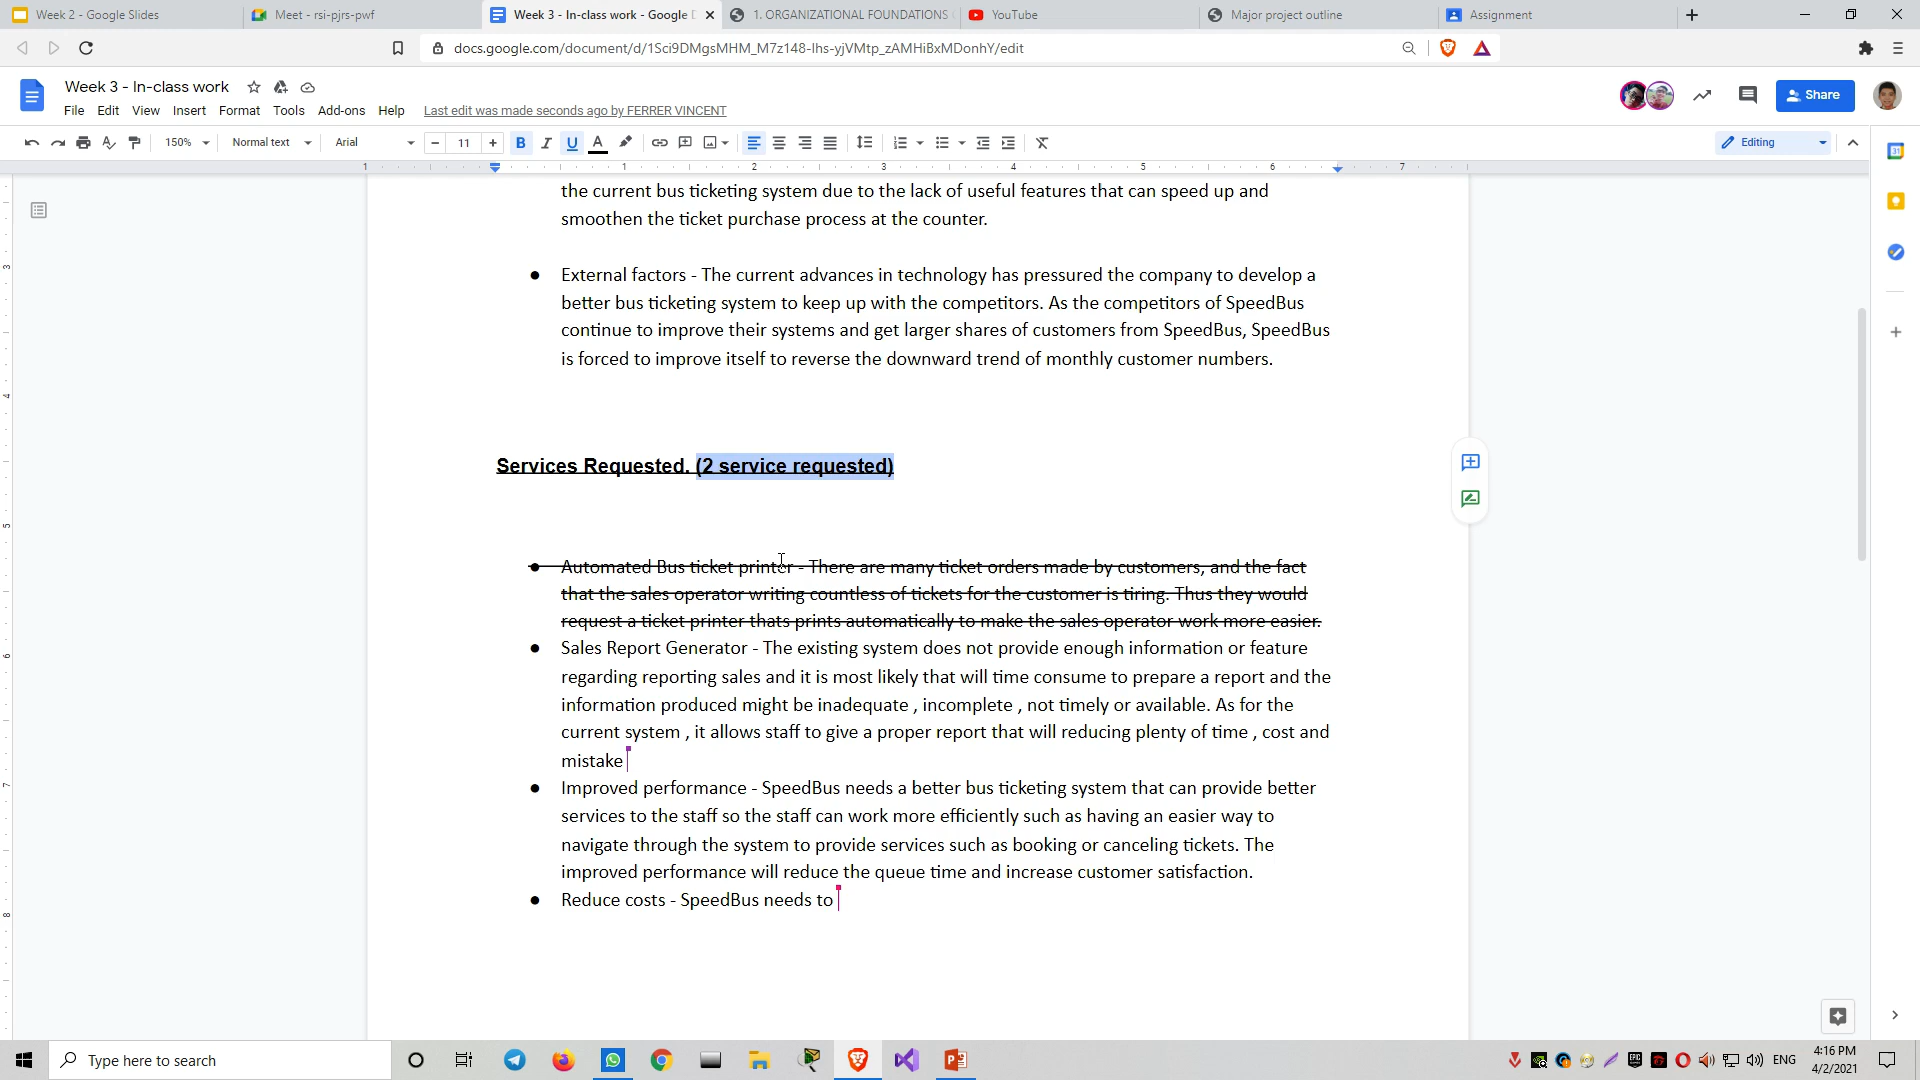 Week 2 - Google Slides
Meet - rsi-pjrs-pwf
Week 3 - In-class work - Google D
1. ORGANIZATIONAL FOUNDATIONS
YouTube
Major project outline
Assignment
docs.google.com/document/d/1Sci9DMgsMHM_M7z148-Ihs-yjVMtp_zAMHiBxMDonhY/edit
Week 3 - In-class work
File Edit View Insert Format Tools Add-ons Help Last edit was made seconds ago by FERRER VINCENT
Share
150% Normal text Arial 11 B I U A Editing
1 1 2 3 4 5 6 7
the current bus ticketing system due to the lack of useful features that can speed up and
smoothen the ticket purchase process at the counter.
● External factors - The current advances in technology has pressured the company to develop a
better bus ticketing system to keep up with the competitors. As the competitors of SpeedBus
continue to improve their systems and get larger shares of customers from SpeedBus, SpeedBus
is forced to improve itself to reverse the downward trend of monthly customer numbers.
Services Requested. (2 service requested)
● Automated Bus ticket printer - There are many ticket orders made by customers, and the fact
that the sales operator writing countless of tickets for the customer is tiring. Thus they would
request a ticket printer thats prints automatically to make the sales operator work more easier.
● Sales Report Generator - The existing system does not provide enough information or feature
regarding reporting sales and it is most likely that will time consume to prepare a report and the
information produced might be inadequate , incomplete , not timely or available. As for the
current system , it allows staff to give a proper report that will reducing plenty of time , cost and
mistake
● Improved performance - SpeedBus needs a better bus ticketing system that can provide better
services to the staff so the staff can work more efficiently such as having an easier way to
navigate through the system to provide services such as booking or canceling tickets. The
improved performance will reduce the queue time and increase customer satisfaction.
● Reduce costs - SpeedBus needs to
3
4
5
6
7
8
31
Type here to search
ENG
4:16 PM
4/2/2021